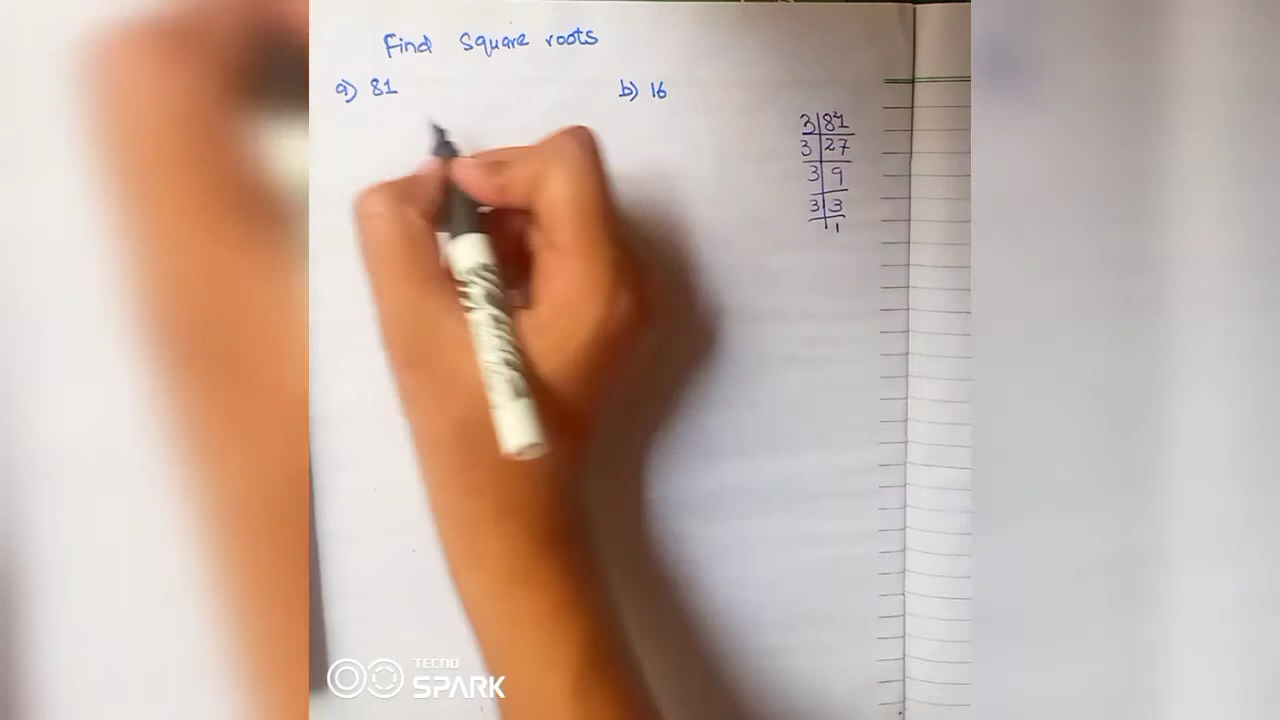 Find Square roots
a) 81
b) 16
3 81
3 27
3 9
3 3
1
TECNO
SPARK